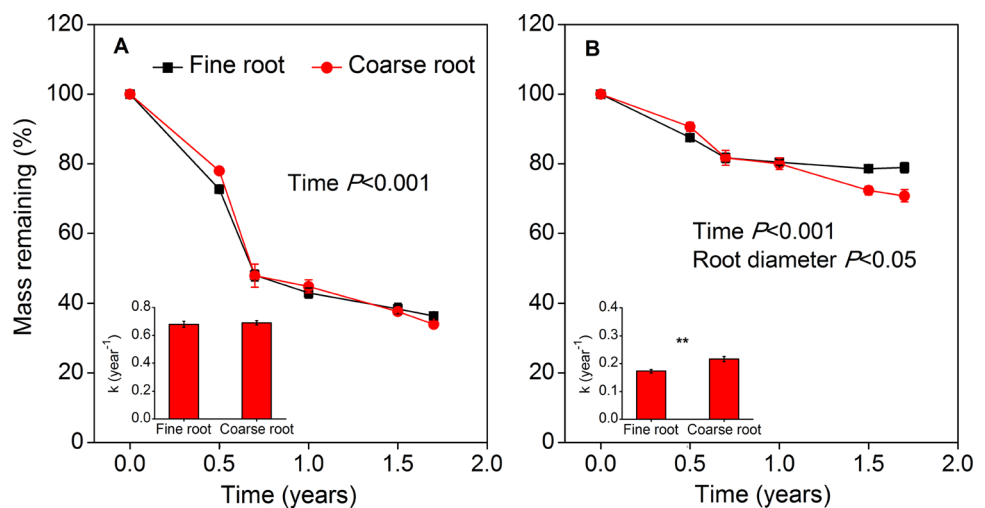 A
Fine root
Coarse root
Mass remaining (%)
120
100
80
60
40
20
0
Time P<0.001
k (year-1)
0.8
0.6
0.4
0.2
0.0
Fine root Coarse root
0.0 0.5 1.0 1.5 2.0
Time (years)
B
120
100
80
60
40
20
0
Time P<0.001
Root diameter P<0.05
k (year-1)
0.4
0.3
0.2
0.1
0.0
**
Fine root Coarse root
0.0 0.5 1.0 1.5 2.0
Time (years)